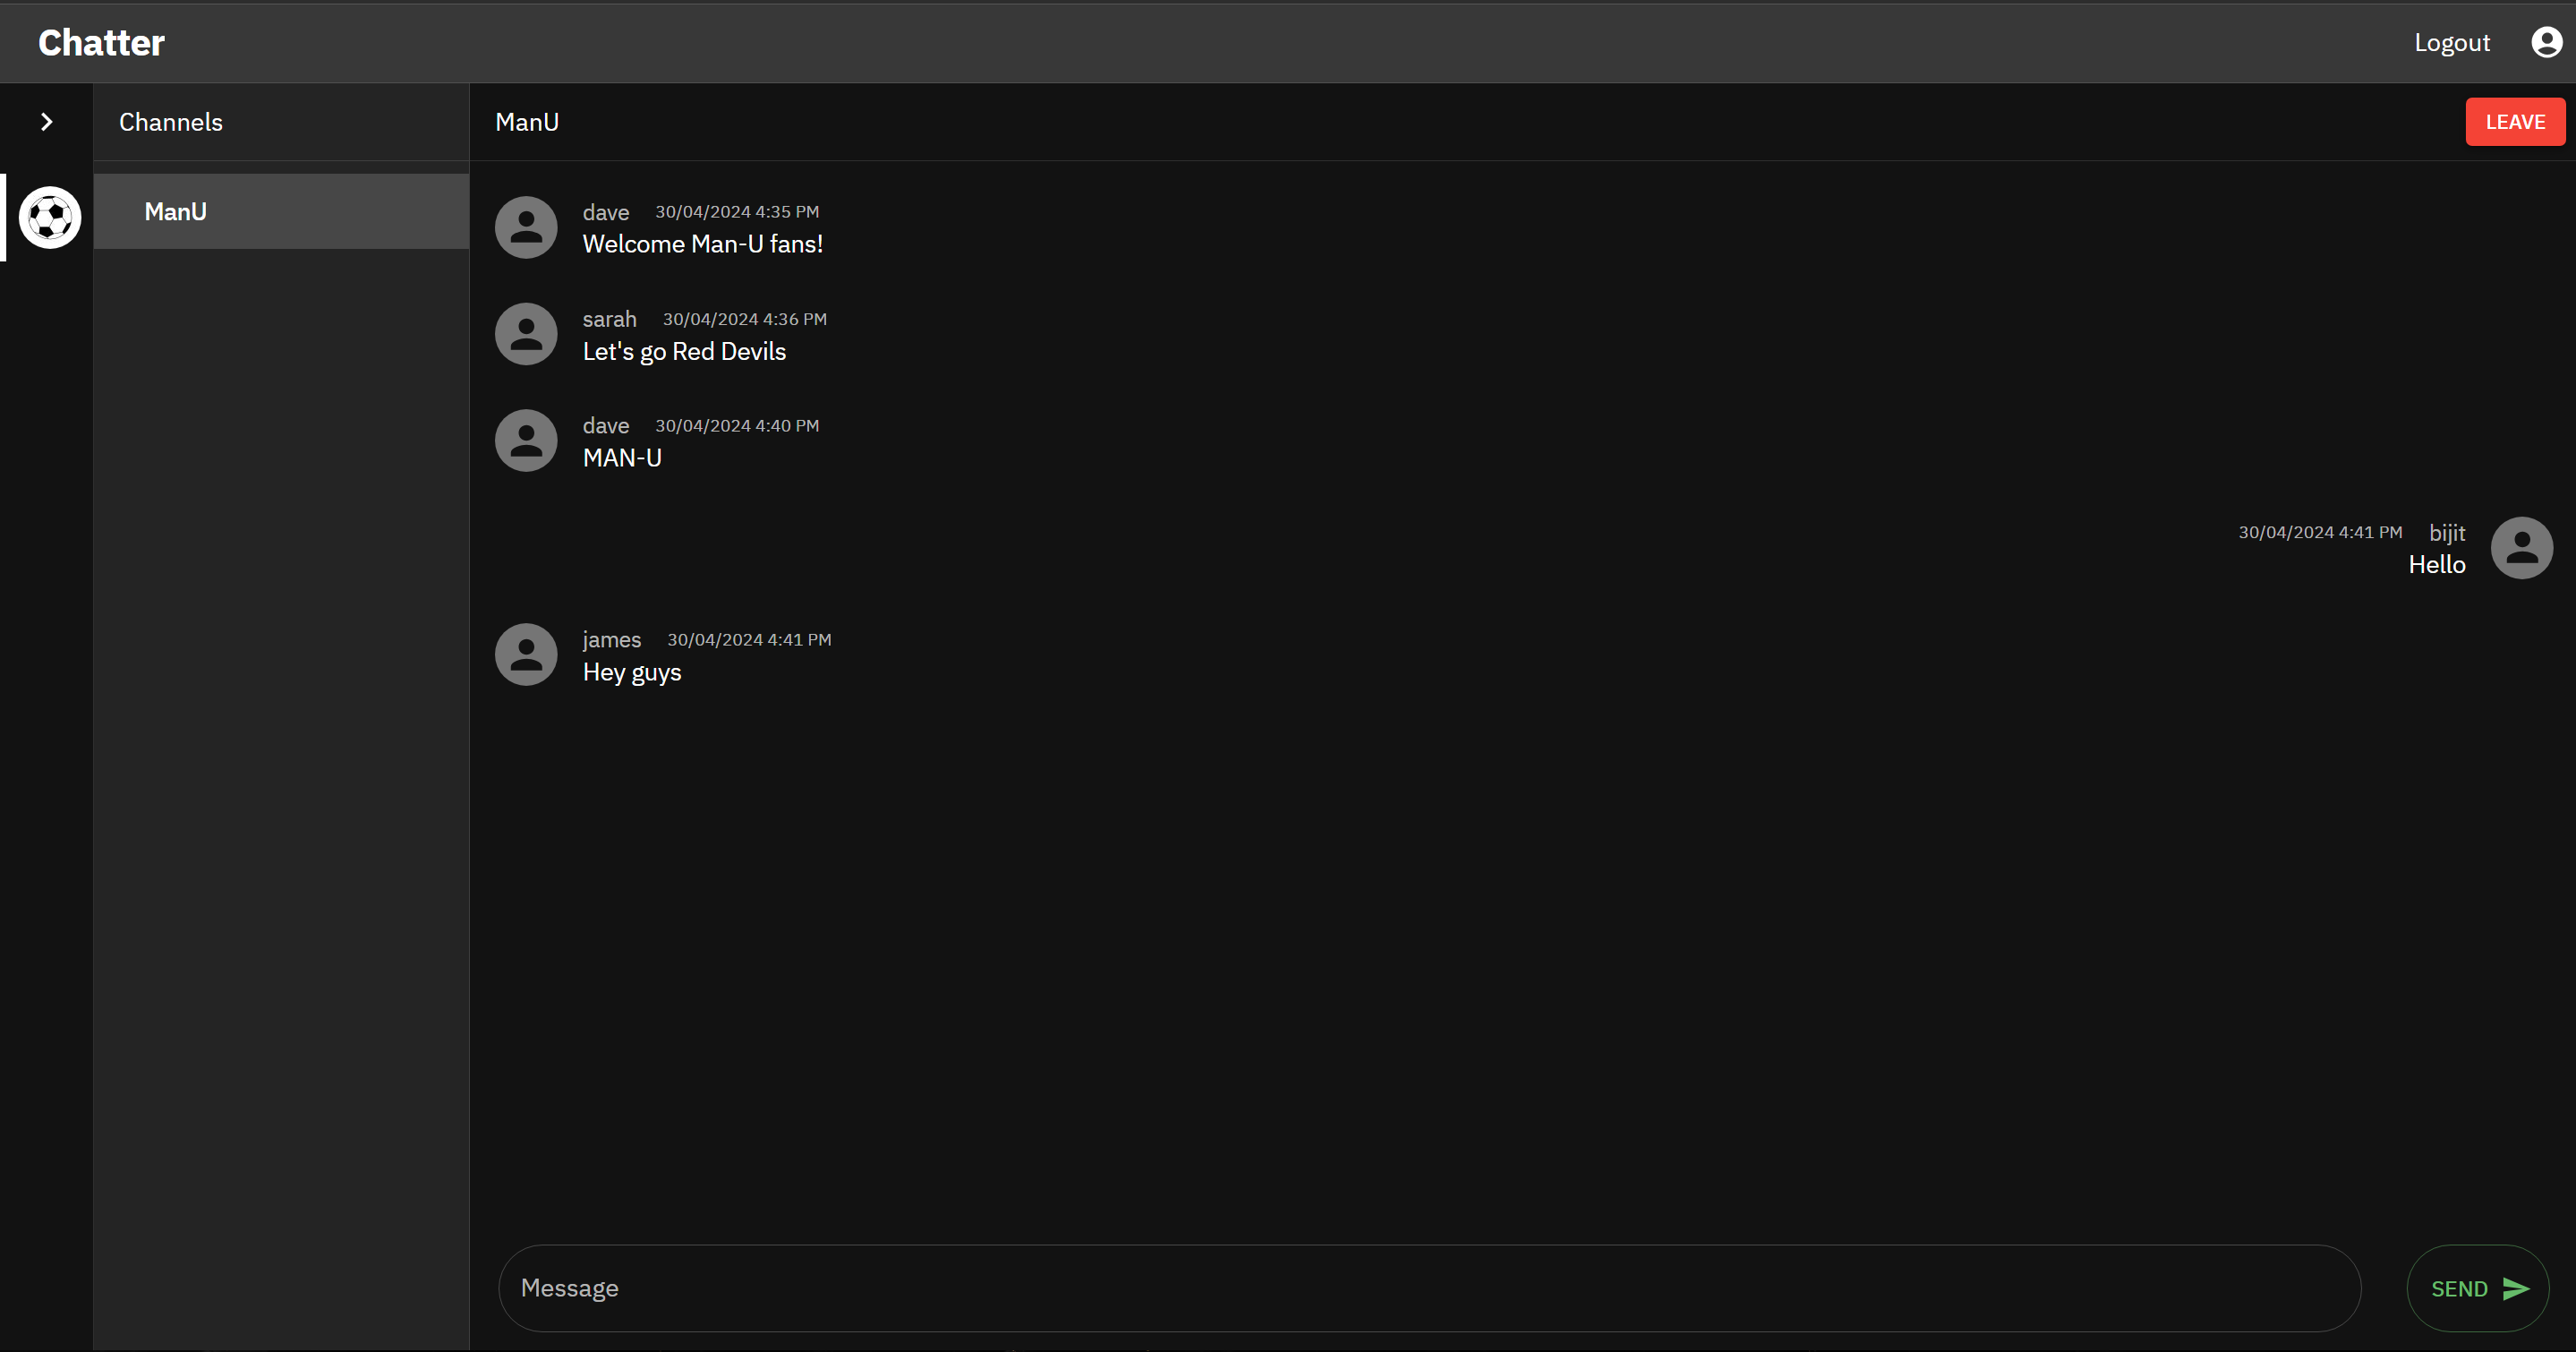 Chatter
Logout
Channels
ManU
LEAVE
ManU
dave 30/04/2024 4:35 PM
Welcome Man-U fans!
sarah 30/04/2024 4:36 PM
Let's go Red Devils
dave 30/04/2024 4:40 PM
MAN-U
30/04/2024 4:41 PM bijit
Hello
james 30/04/2024 4:41 PM
Hey guys
Message
SEND